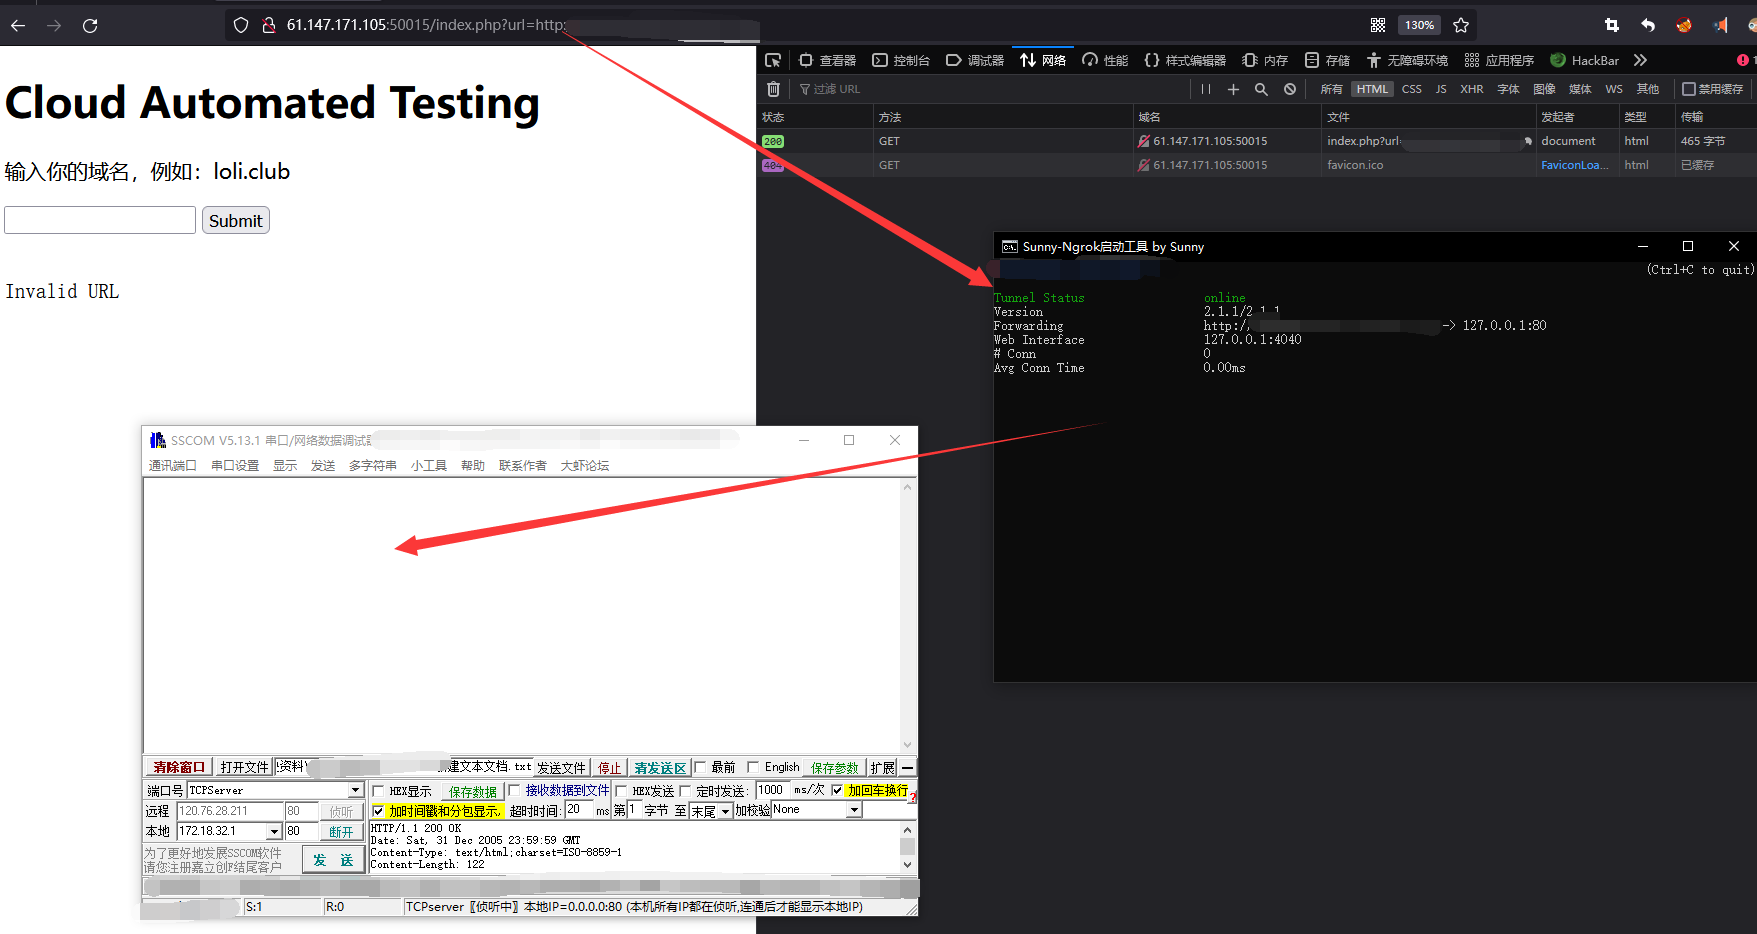 61.147.171.105:50015/index.php?url=http:
130%
Cloud Automated Testing
输入你的域名，例如：loli.club
Submit
Invalid URL
查看器 控制台 调试器 网络 性能 样式编辑器 内存 存储 无障碍环境 应用程序 HackBar
过滤 URL
所有 HTML CSS JS XHR 字体 图像 媒体 WS 其他 禁用缓存
状态 方法 域名 文件 发起者 类型 传输
200 GET 61.147.171.105:50015 index.php?url= document html 465 字节
404 GET 61.147.171.105:50015 favicon.ico FaviconLoa... html 已缓存
Sunny-Ngrok启动工具 by Sunny
(Ctrl+C to quit)
Tunnel Status online
Version 2.1.1/2.1.1
Forwarding http:/ -> 127.0.0.1:80
Web Interface 127.0.0.1:4040
# Conn 0
Avg Conn Time 0.00ms
SSCOM V5.13.1 串口/网络数据调试器
通讯端口 串口设置 显示 发送 多字符串 小工具 帮助 联系作者 大虾论坛
清除窗口 打开文件 建文本文档.txt 发送文件 停止 清发送区 最前 English 保存参数 扩展 —
端口号 TCPServer HEX显示 保存数据 接收数据到文件 HEX发送 定时发送: 1000 ms/次 加回车换行
远程 120.76.28.211 80 侦听 加时间戳和分包显示, 超时时间: 20 ms 第1 字节 至 末尾 加校验 None
本地 172.18.32.1 80 断开
HTTP/1.1 200 OK
Date: Sat, 31 Dec 2005 23:59:59 GMT
Content-Type: text/html;charset=ISO-8859-1
Content-Length: 122
为了更好地发展SSCOM软件
请您注册嘉立创F结尾客户
发 送
S:1 R:0 TCPserver 〖侦听中〗本地IP=0.0.0.0:80 (本机所有IP都在侦听,连通后才能显示本地IP)